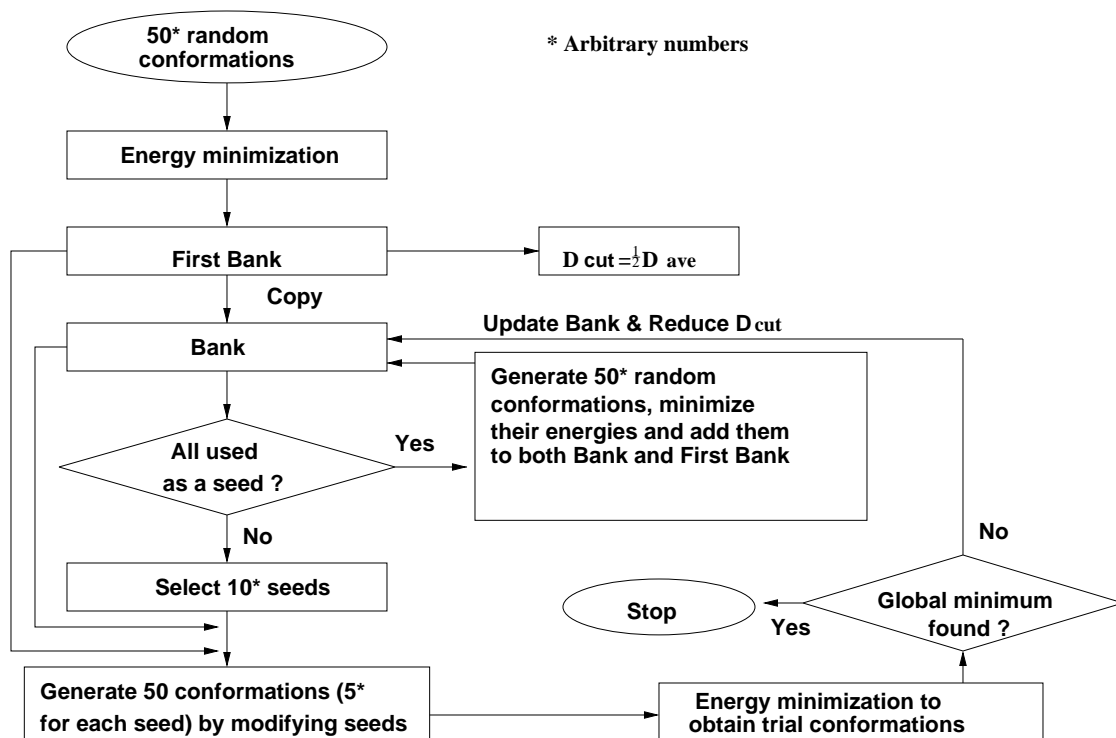 50* random
conformations
* Arbitrary numbers
Energy minimization
First Bank
D cut = ½ D ave
Copy
Update Bank & Reduce D cut
Bank
Generate 50* random
conformations, minimize
their energies and add them
to both Bank and First Bank
All used
as a seed ?
Yes
No
Select 10* seeds
No
Stop
Yes
Global minimum
found ?
Generate 50 conformations (5*
for each seed) by modifying seeds
Energy minimization to
obtain trial conformations